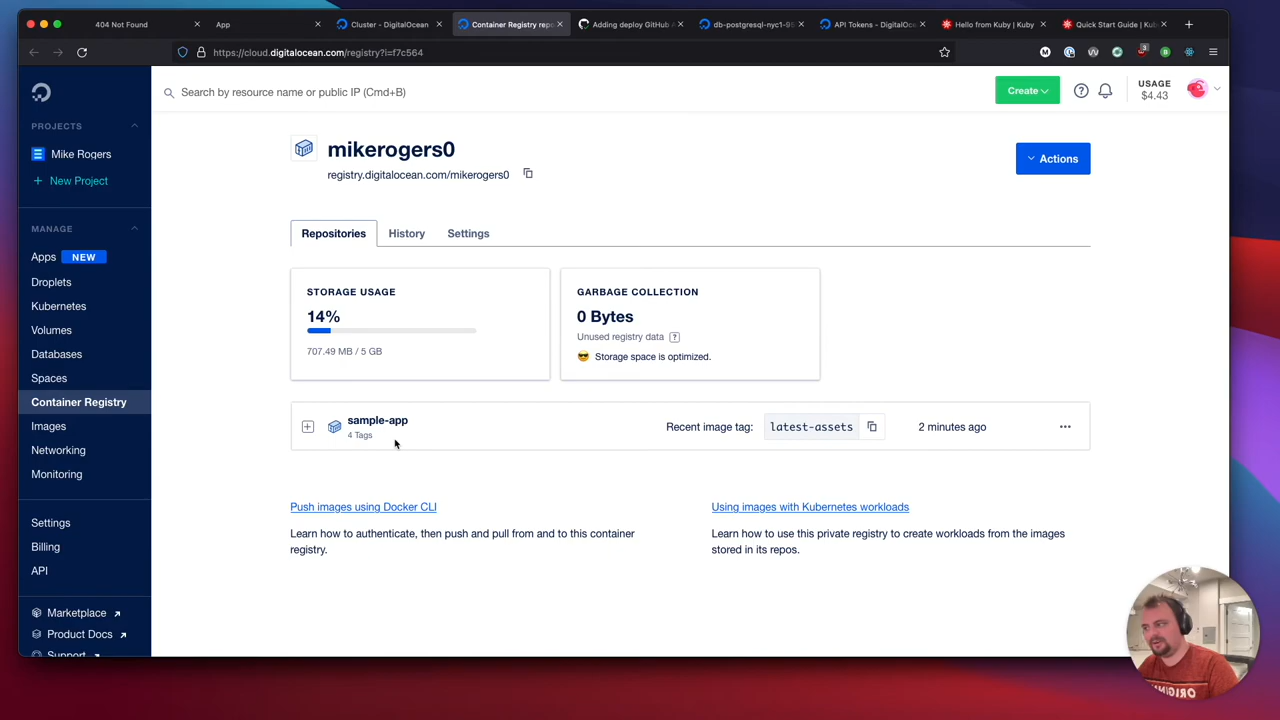 404 Not Found
App
Cluster - DigitalOcean
Container Registry repo
Adding deploy GitHub A
db-postgresql-nyc1-95
API Tokens - DigitalOce
Hello from Kuby | Kuby
Quick Start Guide | Kub
https://cloud.digitalocean.com/registry?i=f7c564
3
Search by resource name or public IP (Cmd+B)
Create
USAGE
$4.43
PROJECTS
Mike Rogers
+ New Project
MANAGE
Apps NEW
Droplets
Kubernetes
Volumes
Databases
Spaces
Container Registry
Images
Networking
Monitoring
Settings
Billing
API
Marketplace
Product Docs
Support
mikerogers0
registry.digitalocean.com/mikerogers0
Actions
Repositories
History
Settings
STORAGE USAGE
14%
707.49 MB / 5 GB
GARBAGE COLLECTION
0 Bytes
Unused registry data ?
Storage space is optimized.
sample-app
4 Tags
Recent image tag:
latest-assets
2 minutes ago
Push images using Docker CLI
Learn how to authenticate, then push and pull from and to this container
registry.
Using images with Kubernetes workloads
Learn how to use this private registry to create workloads from the images
stored in its repos.